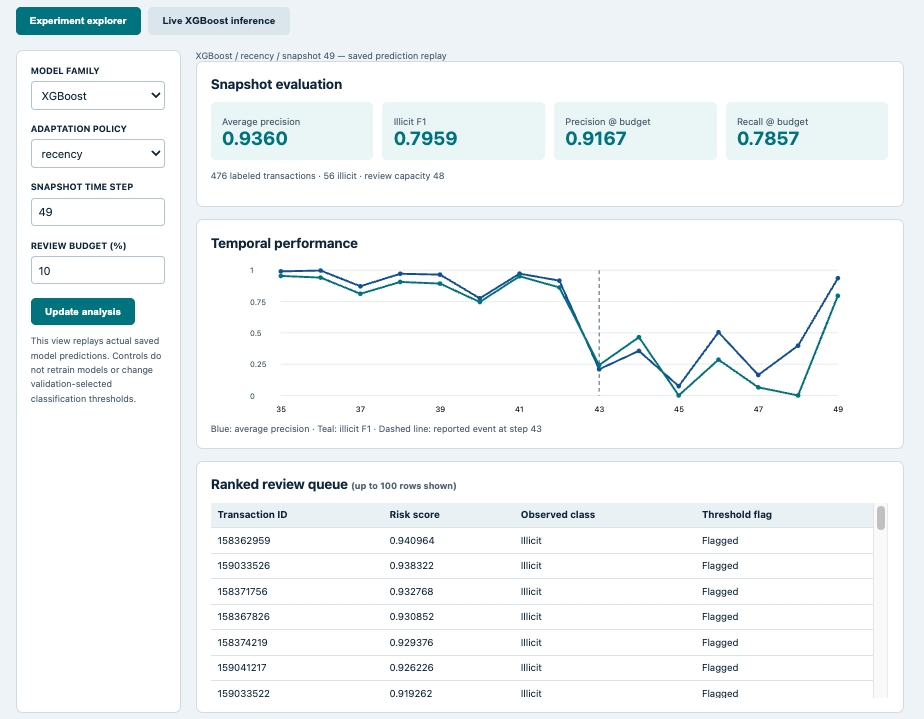 Experiment explorer
Live XGBoost inference
MODEL FAMILY
XGBoost
ADAPTATION POLICY
recency
SNAPSHOT TIME STEP
49
REVIEW BUDGET (%)
10
Update analysis
This view replays actual saved
model predictions. Controls do
not retrain models or change
validation-selected
classification thresholds.
XGBoost / recency / snapshot 49 — saved prediction replay
Snapshot evaluation
Average precision
0.9360
Illicit F1
0.7959
Precision @ budget
0.9167
Recall @ budget
0.7857
476 labeled transactions · 56 illicit · review capacity 48
Temporal performance
1
0.75
0.5
0.25
0
35 37 39 41 43 45 47 49
Blue: average precision · Teal: illicit F1 · Dashed line: reported event at step 43
Ranked review queue (up to 100 rows shown)
Transaction ID Risk score Observed class Threshold flag
158362959 0.940964 Illicit Flagged
159033526 0.938322 Illicit Flagged
158371756 0.932768 Illicit Flagged
158367826 0.930852 Illicit Flagged
158374219 0.929376 Illicit Flagged
159041217 0.926226 Illicit Flagged
159033522 0.919262 Illicit Flagged